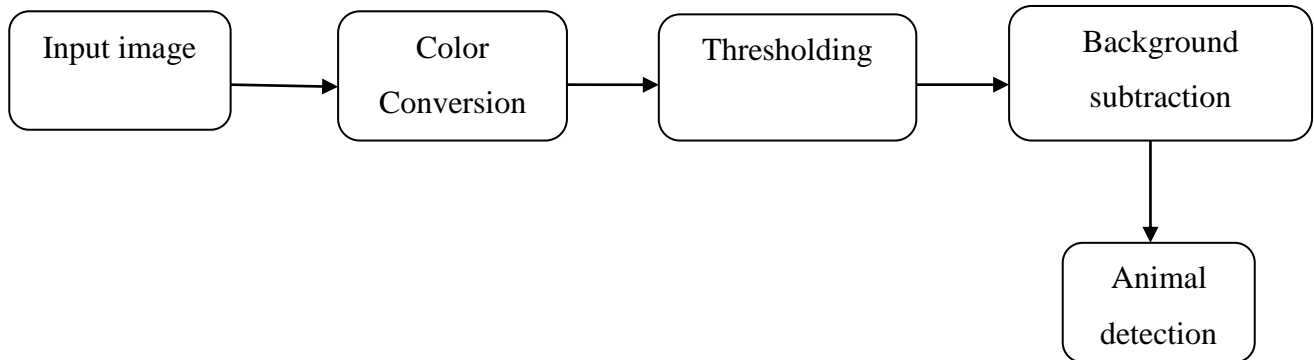 Input image
Color
Conversion
Thresholding
Background
subtraction
Animal
detection